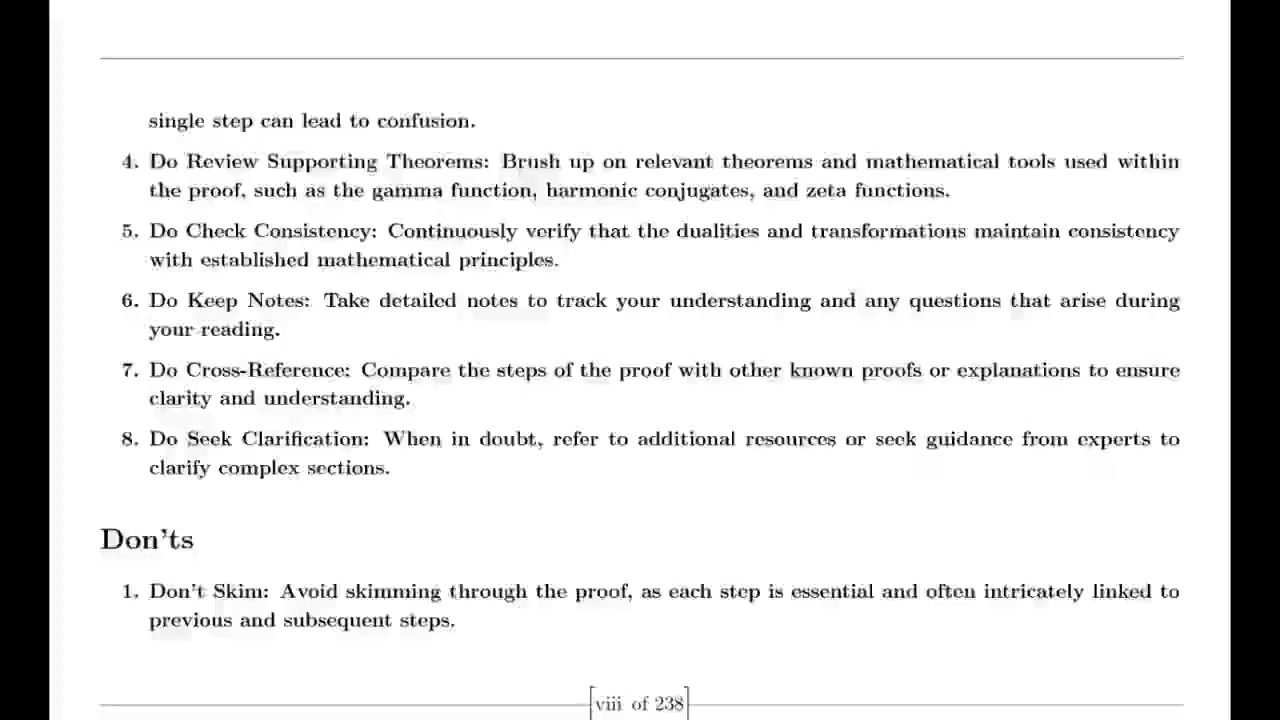 single step can lead to confusion.
4. Do Review Supporting Theorems: Brush up on relevant theorems and mathematical tools used within
the proof, such as the gamma function, harmonic conjugates, and zeta functions.
5. Do Check Consistency: Continuously verify that the dualities and transformations maintain consistency
with established mathematical principles.
6. Do Keep Notes: Take detailed notes to track your understanding and any questions that arise during
your reading.
7. Do Cross-Reference: Compare the steps of the proof with other known proofs or explanations to ensure
clarity and understanding.
8. Do Seek Clarification: When in doubt, refer to additional resources or seek guidance from experts to
clarify complex sections.
Don'ts
1. Don't Skim: Avoid skimming through the proof, as each step is essential and often intricately linked to
previous and subsequent steps.
viii of 238